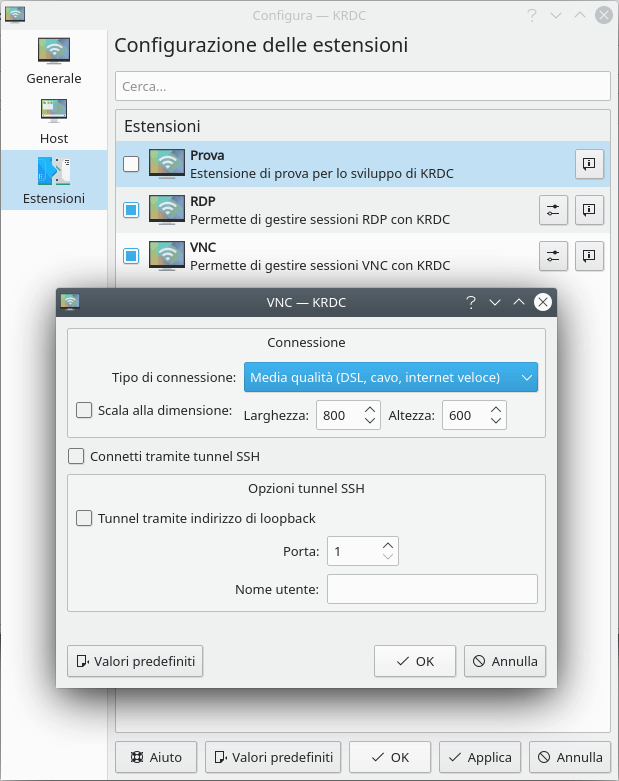 Configura — KRDC
Generale
Host
Estensioni
Configurazione delle estensioni
Cerca...
Estensioni
Prova
Estensione di prova per lo sviluppo di KRDC
RDP
Permette di gestire sessioni RDP con KRDC
VNC
Permette di gestire sessioni VNC con KRDC
VNC — KRDC
Connessione
Tipo di connessione: Media qualità (DSL, cavo, internet veloce)
Scala alla dimensione: Larghezza: 800 Altezza: 600
Connetti tramite tunnel SSH
Opzioni tunnel SSH
Tunnel tramite indirizzo di loopback
Porta: 1
Nome utente:
Valori predefiniti OK Annulla
Aiuto Valori predefiniti OK Applica Annulla